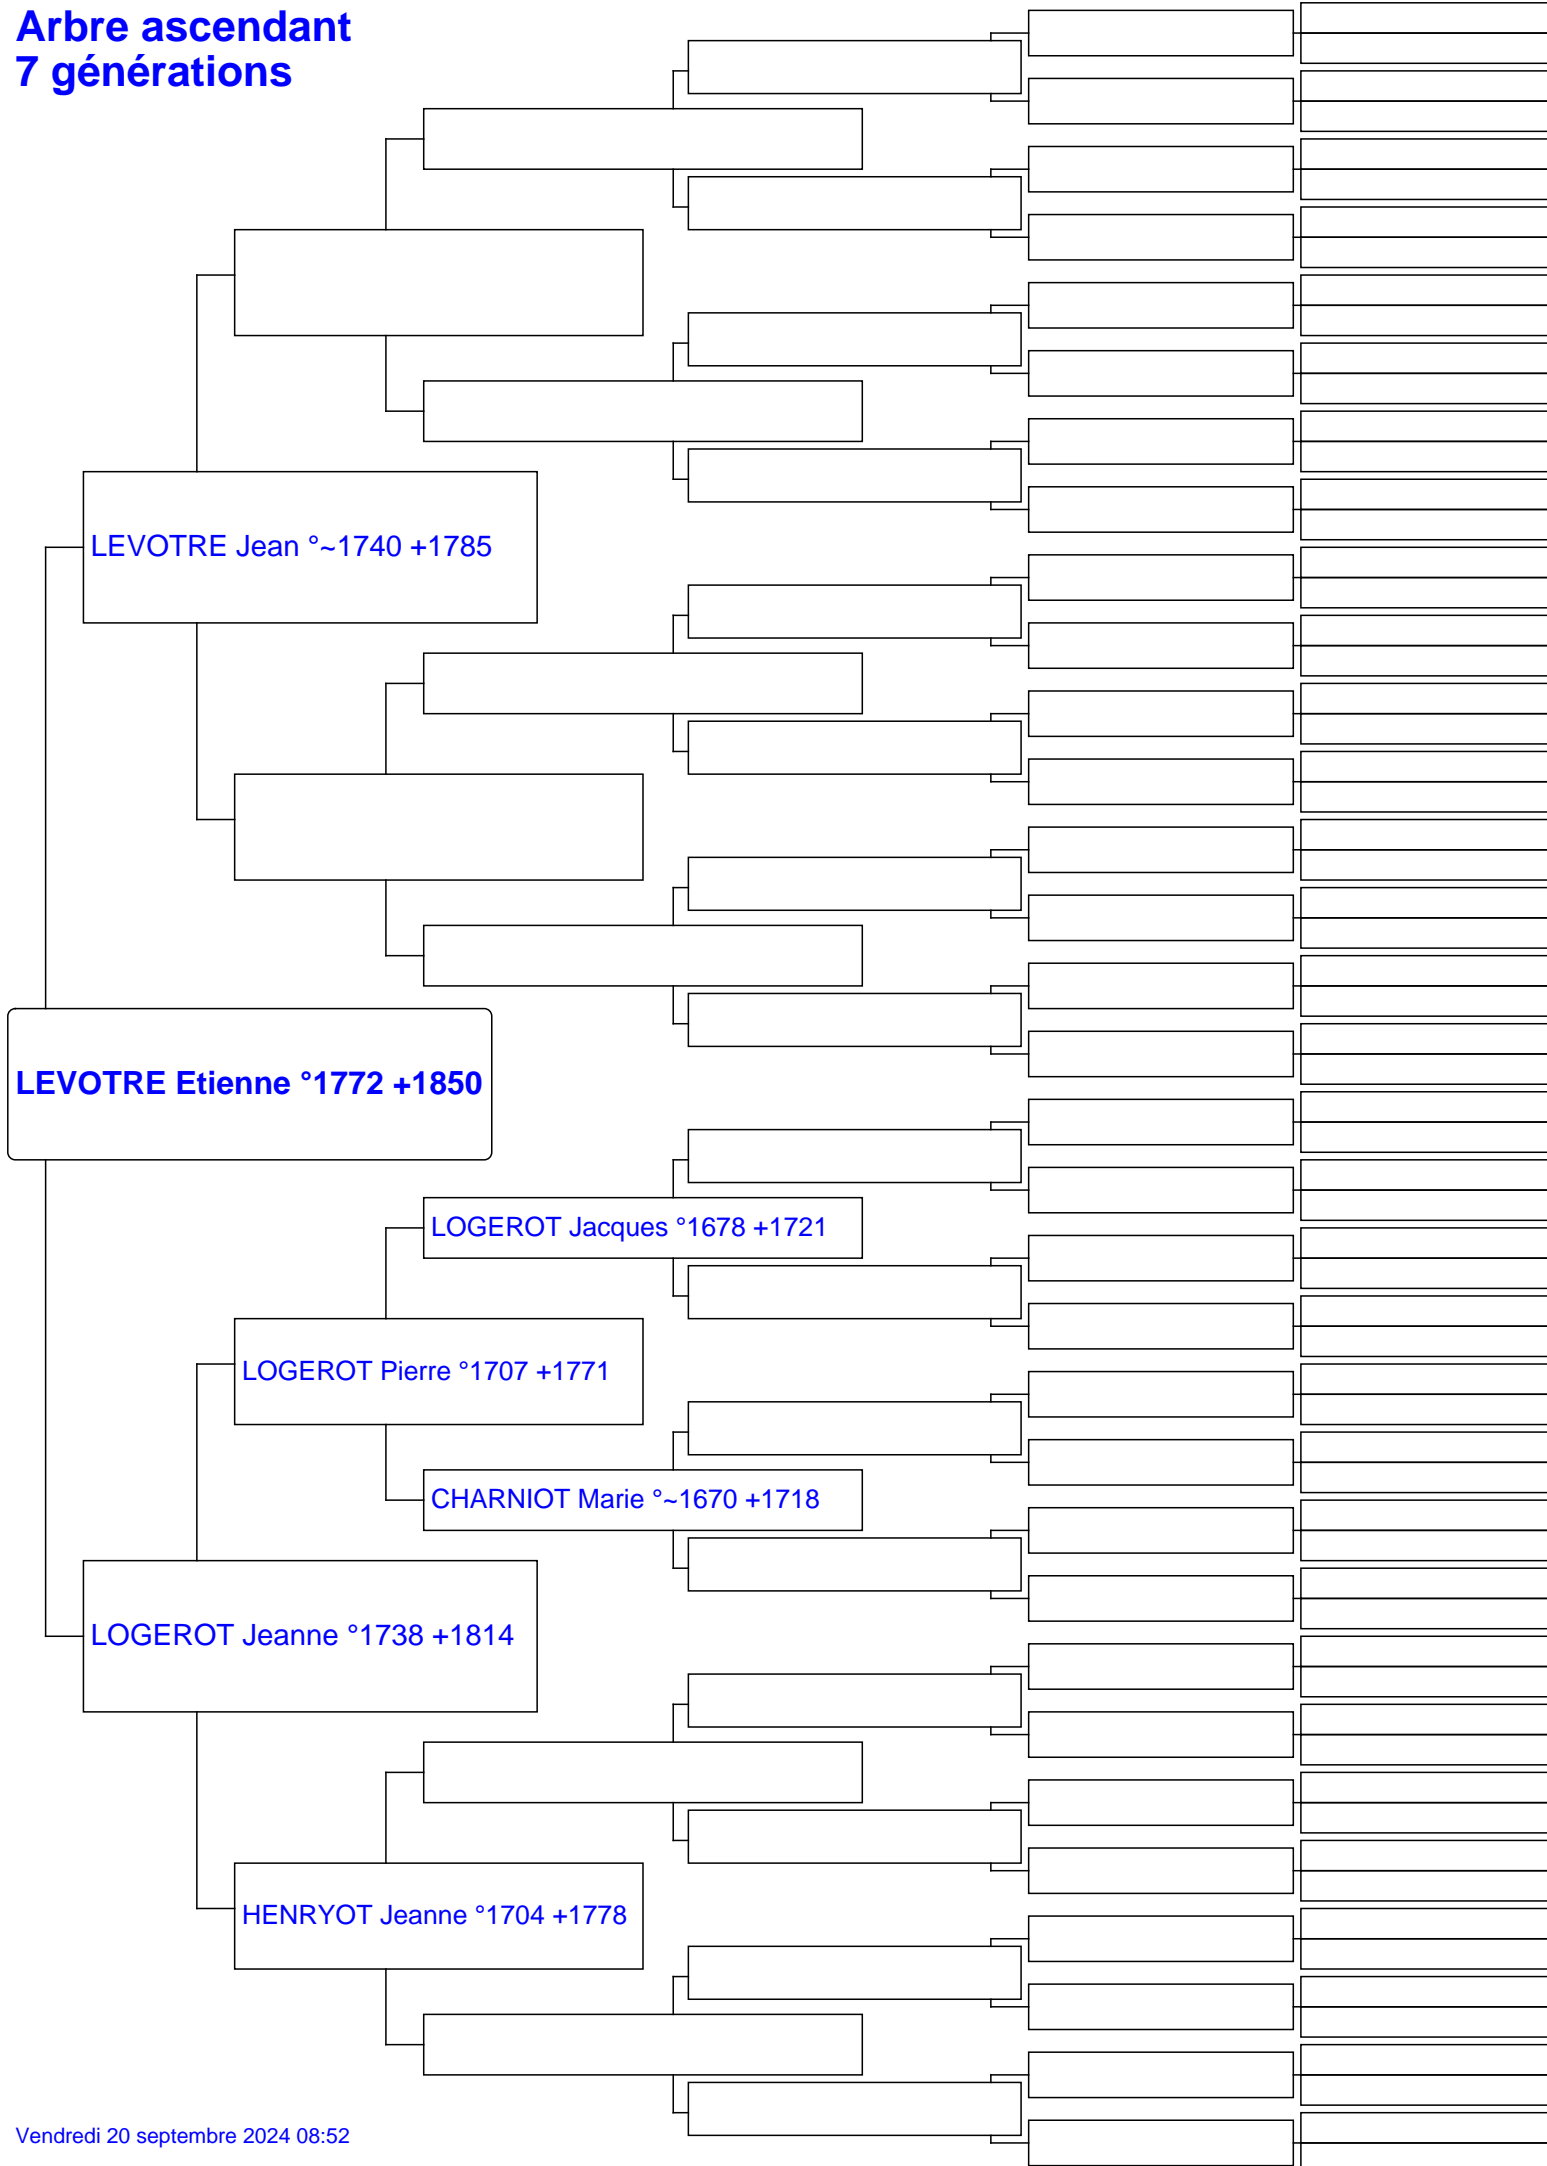 Arbre ascendant
7 générations
LEVOTRE Jean °~1740 +1785
LEVOTRE Etienne °1772 +1850
LOGEROT Jacques °1678 +1721
LOGEROT Pierre °1707 +1771
CHARNIOT Marie °~1670 +1718
LOGEROT Jeanne °1738 +1814
HENRYOT Jeanne °1704 +1778
Vendredi 20 septembre 2024 08:52